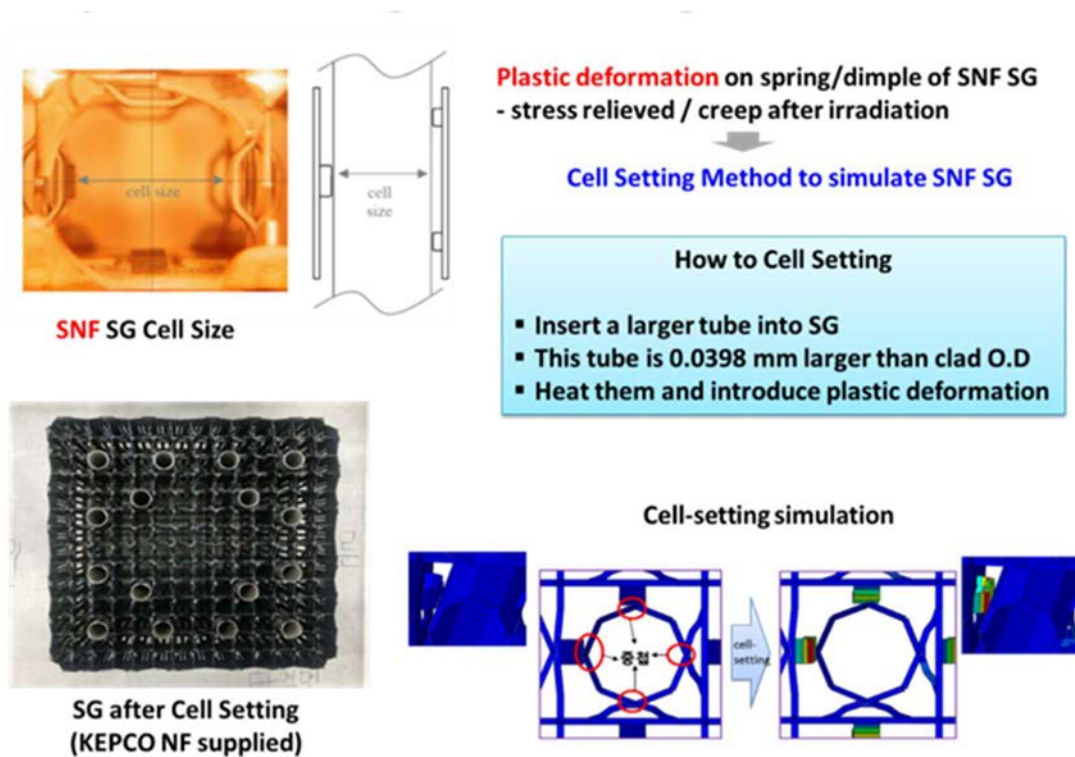 cell size
cell
size
SNF SG Cell Size
Plastic deformation on spring/dimple of SNF SG
- stress relieved / creep after irradiation
Cell Setting Method to simulate SNF SG
How to Cell Setting
▪ Insert a larger tube into SG
▪ This tube is 0.0398 mm larger than clad O.D
▪ Heat them and introduce plastic deformation
SG after Cell Setting
(KEPCO NF supplied)
Cell-setting simulation
중첩
cell-
setting